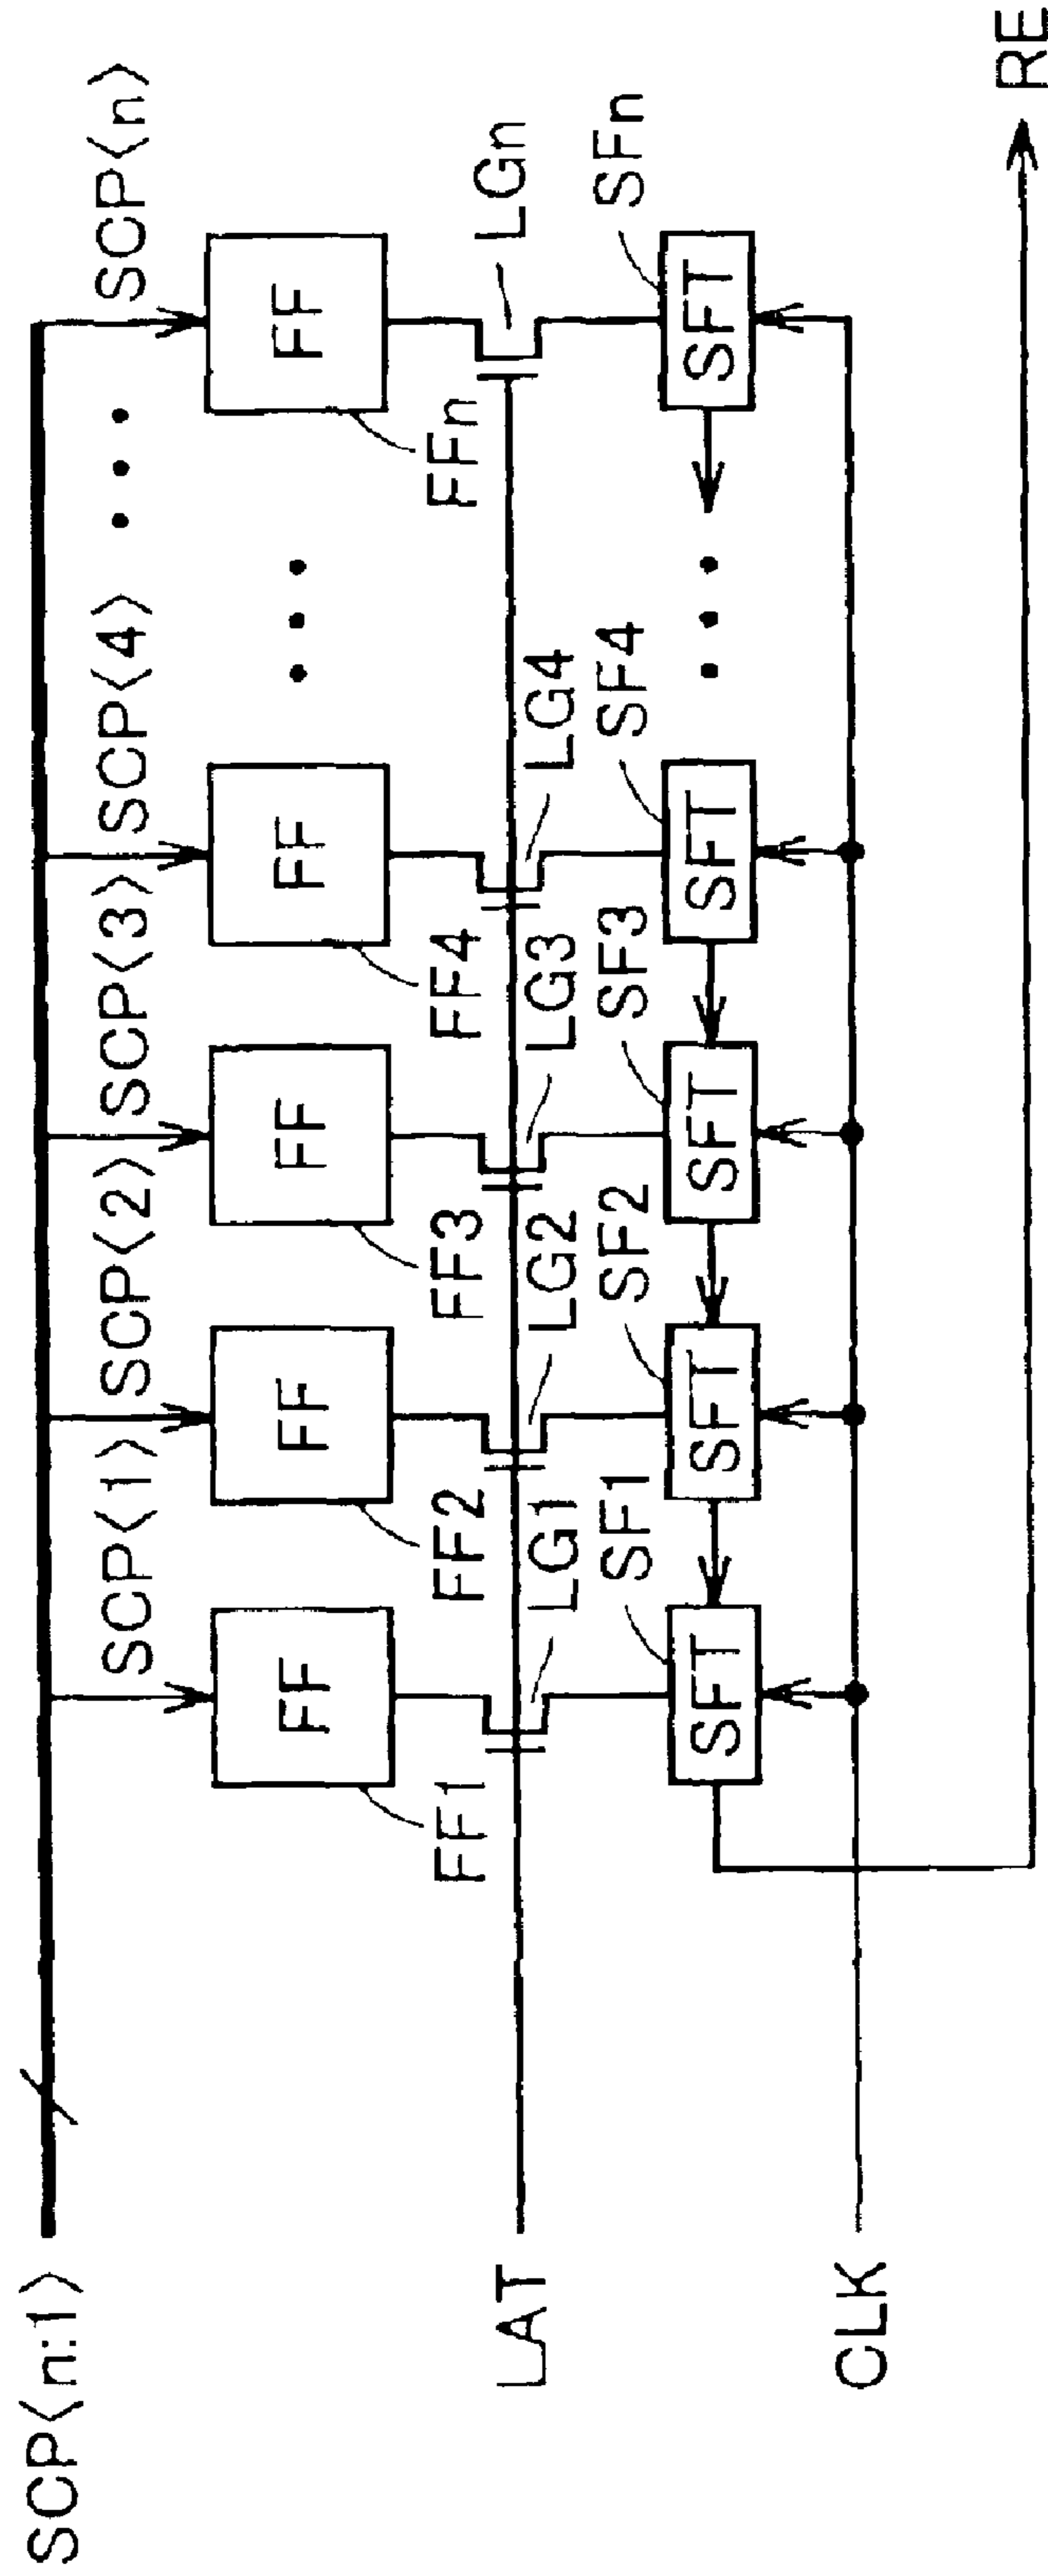 SCP<n:1>
SCP<1> SCP<2> SCP<3> SCP<4> SCP<n>
FF FF FF FF FF
FF1 FF2 FF3 FF4 FFn
LAT
LG1 LG2 LG3 LG4 LGn
SF1 SF2 SF3 SF4 SFn
SFT SFT SFT SFT SFT
CLK
RE